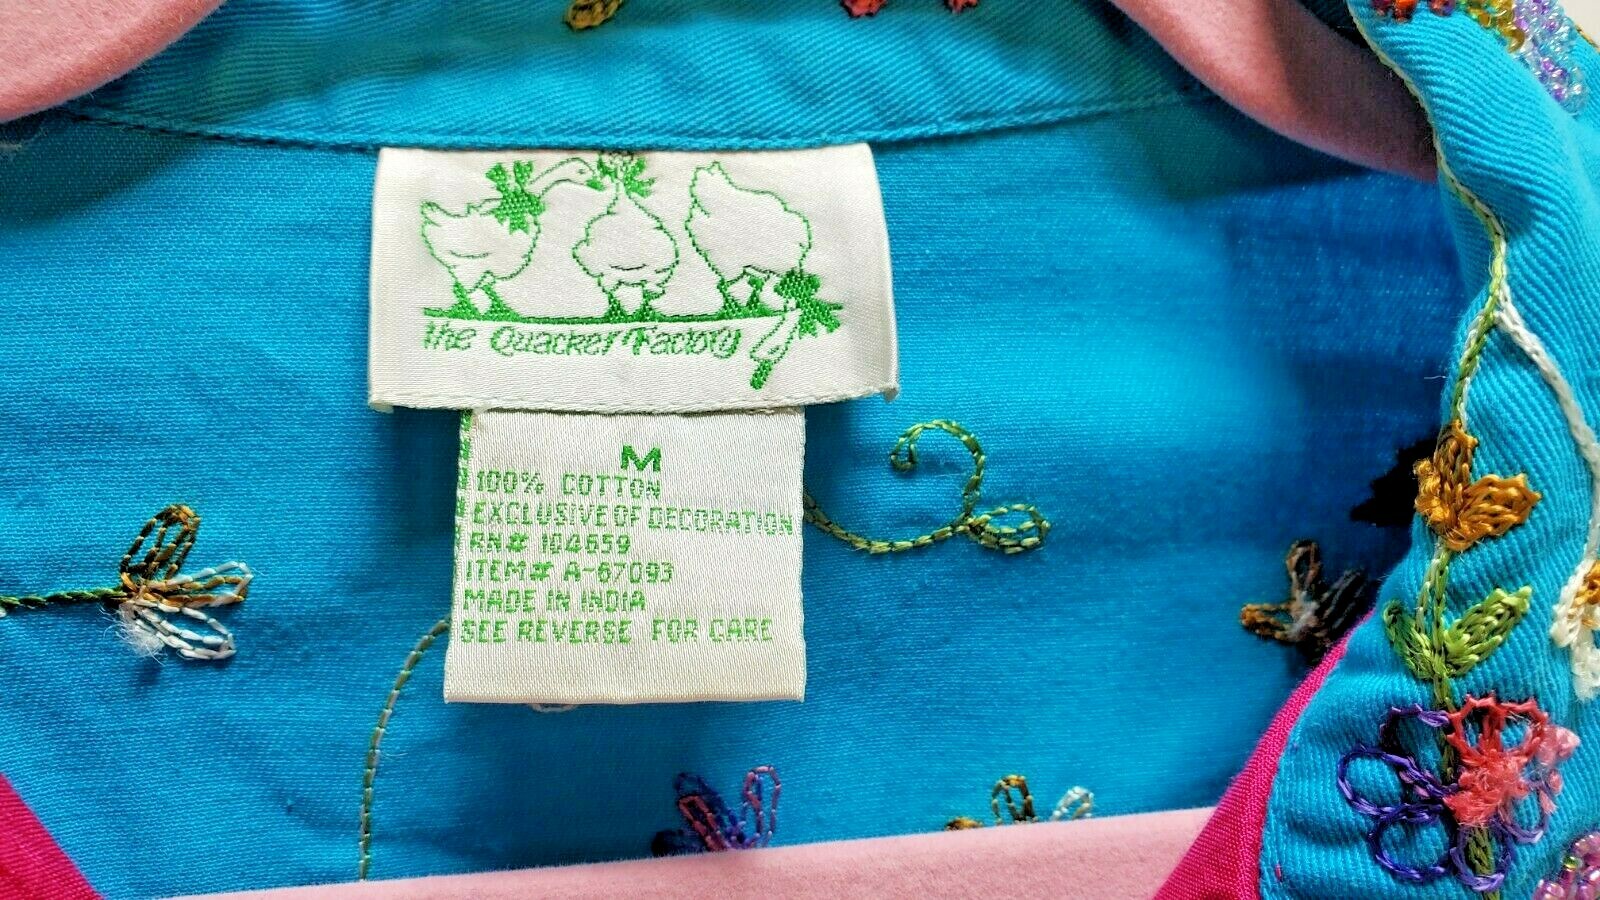 the Quacker Factory
M
100% COTTON
EXCLUSIVE OF DECORATION
RN# 104659
ITEM# A-67093
MADE IN INDIA
SEE REVERSE FOR CARE